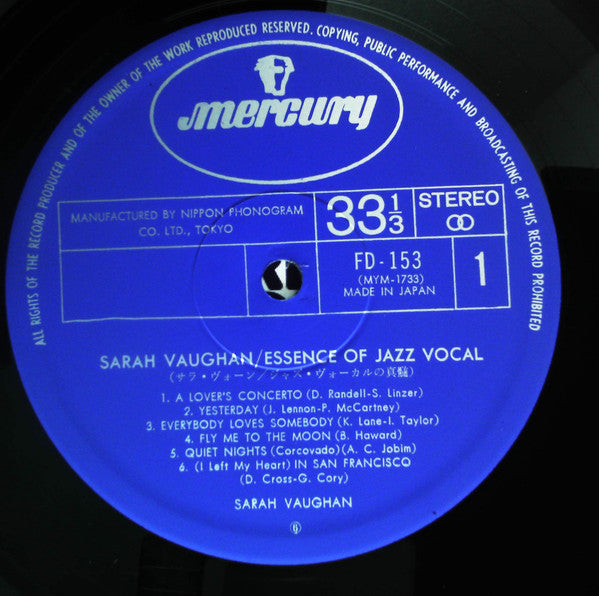 ALL RIGHTS OF THE RECORD PRODUCER AND OF THE OWNER OF THE WORK REPRODUCED RESERVED. COPYING, PUBLIC PERFORMANCE AND BROADCASTING OF THIS RECORD PROHIBITED
mercury
MANUFACTURED BY NIPPON PHONOGRAM
CO. LTD., TOKYO
33 1/3
STEREO
FD-153
(MYM-1733)
MADE IN JAPAN
1
SARAH VAUGHAN/ESSENCE OF JAZZ VOCAL
(サラ・ヴォーン/ジャズ・ヴォーカルの真髄)
1. A LOVER'S CONCERTO (D. Randell-S. Linzer)
2. YESTERDAY (J. Lennon-P. McCartney)
3. EVERYBODY LOVES SOMEBODY (K. Lane-I. Taylor)
4. FLY ME TO THE MOON (B. Haward)
5. QUIET NIGHTS (Corcovado)(A. C. Jobim)
6. (I Left My Heart) IN SAN FRANCISCO
(D. Cross-G. Cory)
SARAH VAUGHAN
⑥